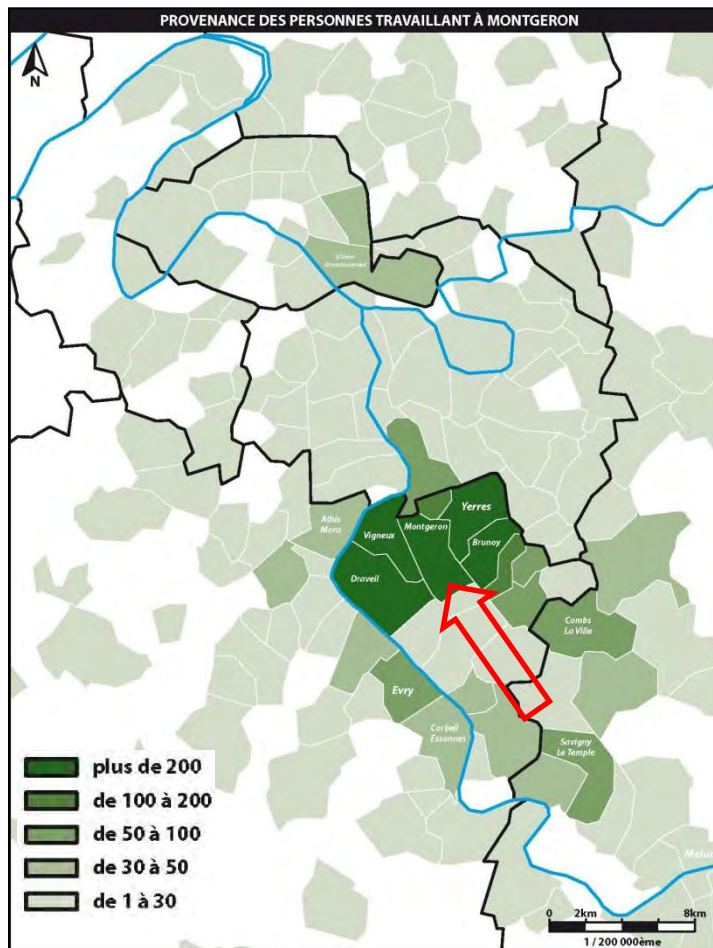 PROVENANCE DES PERSONNES TRAVAILLANT À MONTGERON
N
Athis
Mons
Vigneux
Montgeron
Yerres
Brunoy
Draveil
Combs
La Ville
Evry
Corbeil
Essonnes
Savigny
Le Temple
Melun
plus de 200
de 100 à 200
de 50 à 100
de 30 à 50
de 1 à 30
0 2km 8km
1 / 200 000ème